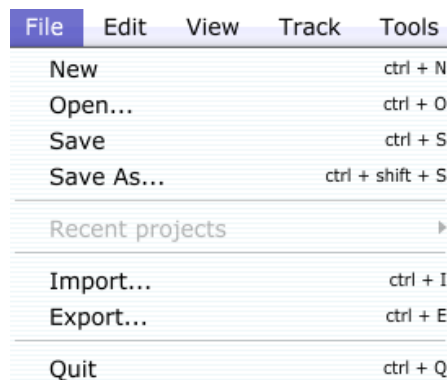 File Edit View Track Tools
New ctrl + N
Open... ctrl + O
Save ctrl + S
Save As... ctrl + shift + S
Recent projects
Import... ctrl + I
Export... ctrl + E
Quit ctrl + Q